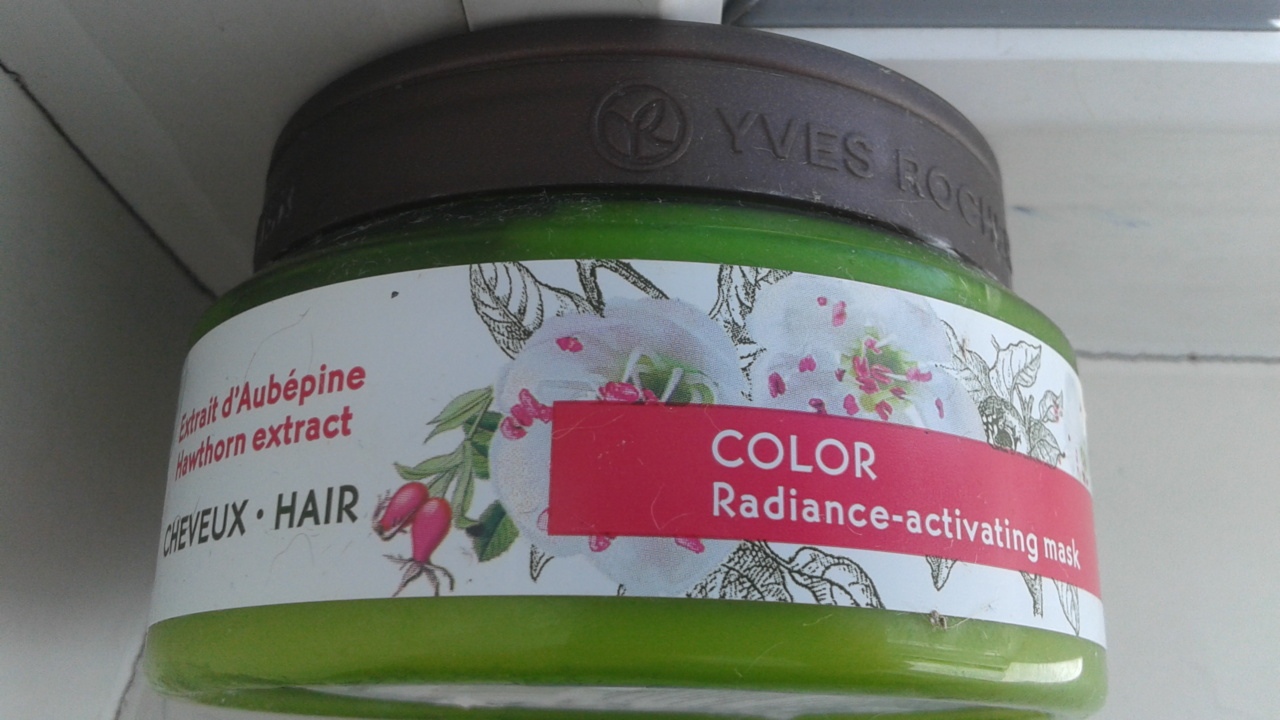 YVES ROCH
Extrait d'Aubépine
Hawthorn extract
CHEVEUX • HAIR
COLOR
Radiance-activating mask